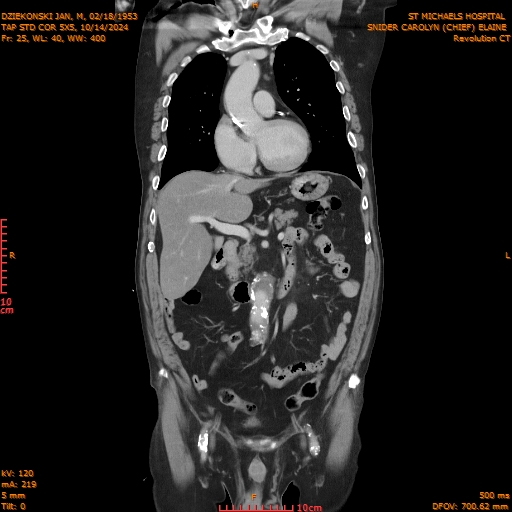 DZIEKONSKI JAN, M, 02/18/1953
TAP STD COR 5X5, 10/14/2024
Fr: 25, WL: 40, WW: 400
ST MICHAELS HOSPITAL
SNIDER CAROLYN (CHIEF) ELAINE
Revolution CT
H
R
L
10
cm
kV: 120
mA: 219
5 mm
Tilt: 0
F
10cm
500 ms
DFOV: 700.62 mm